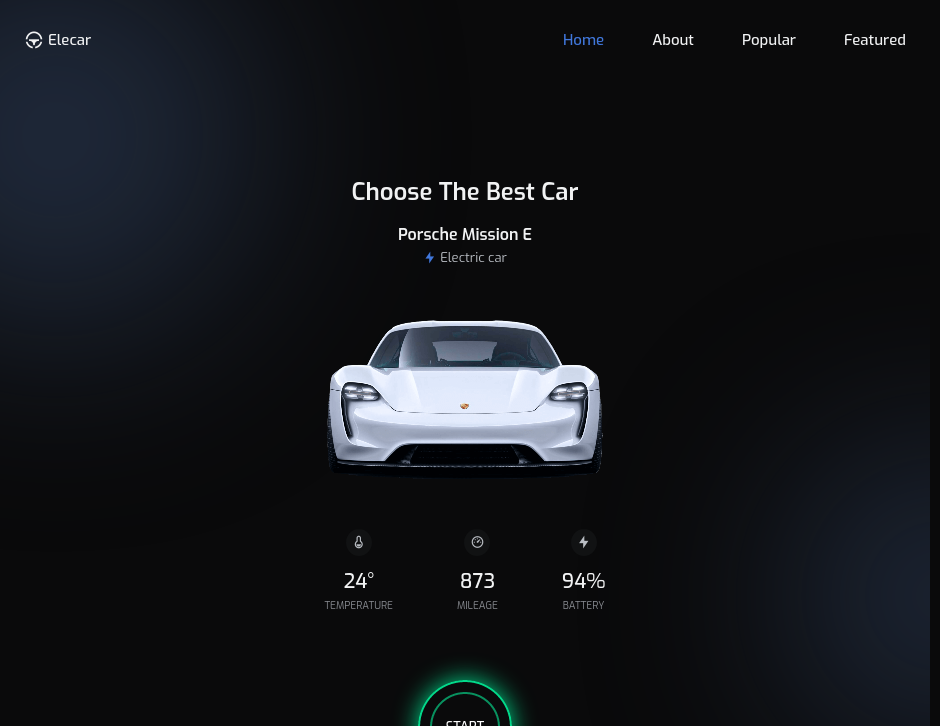 Elecar
Home About Popular Featured
Choose The Best Car
Porsche Mission E
Electric car
24° 873 94%
TEMPERATURE MILEAGE BATTERY
START